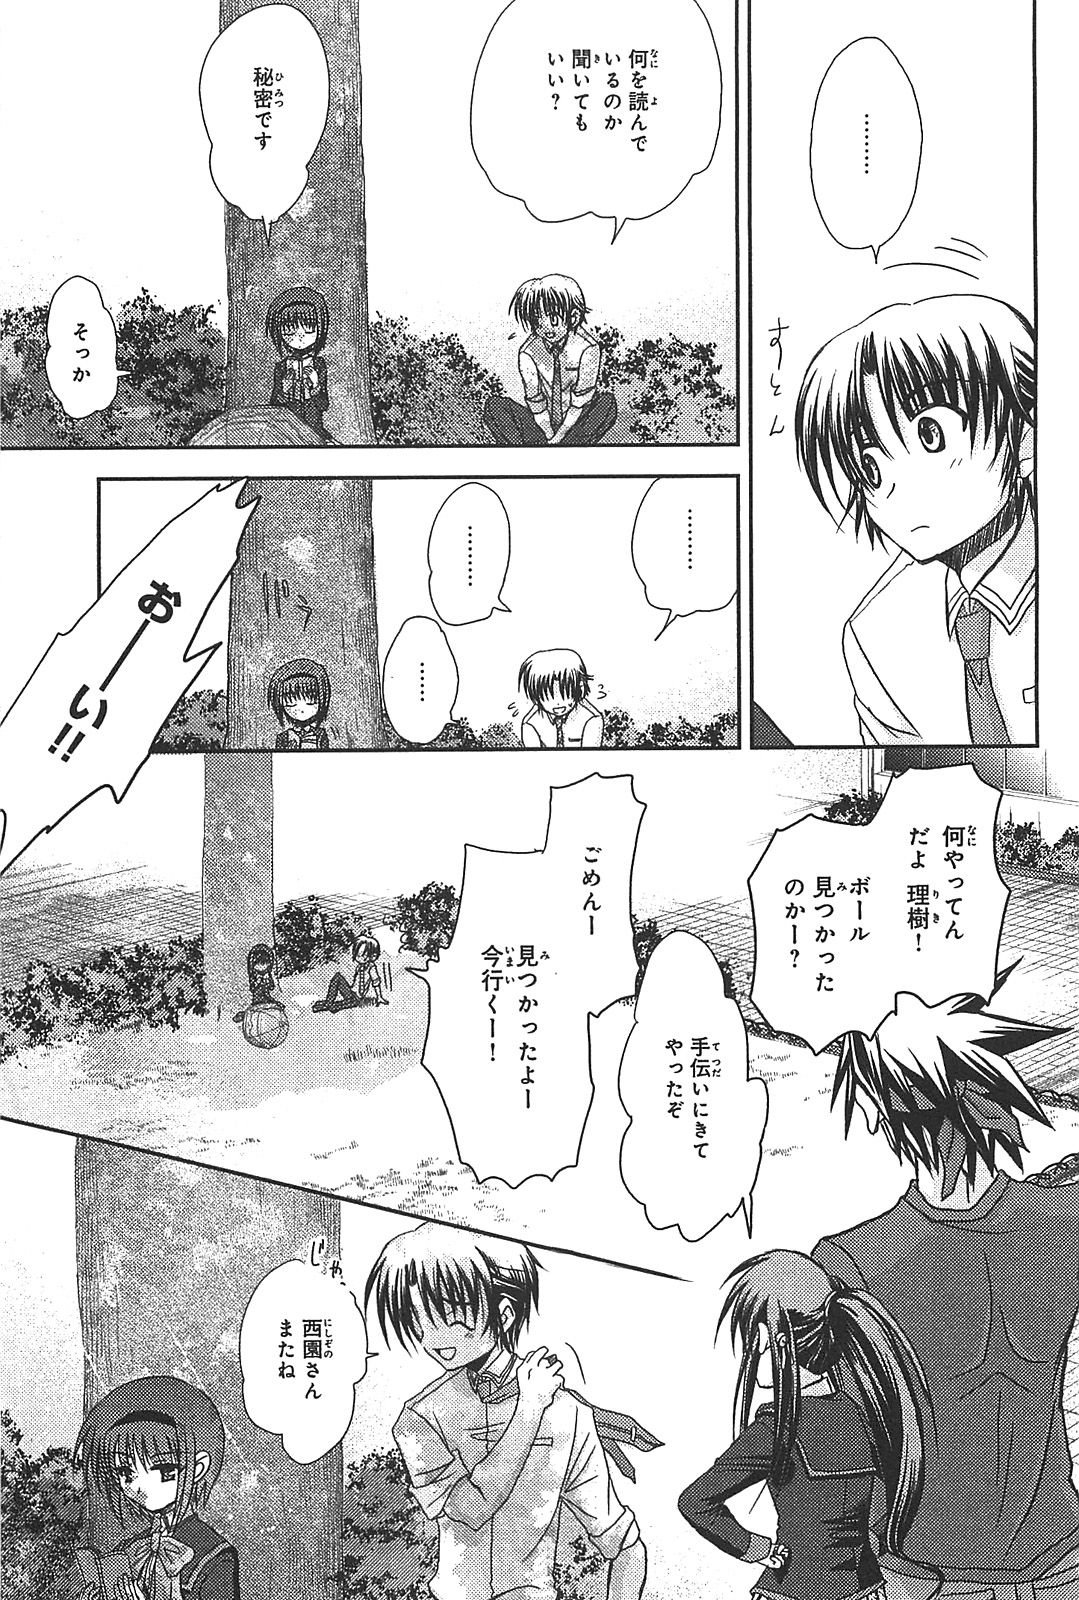 ………
すとん
何を読んで
いるのか
聞いても
いい？
秘密です
そっか
………
………
……
おーい!!
何やってん
だよ 理樹！
ボール
見つかった
のかー？
手伝いにきて
やったぞ
ごめんー
見つかったよー
今行くー！
じゃ、
西園さん
またね